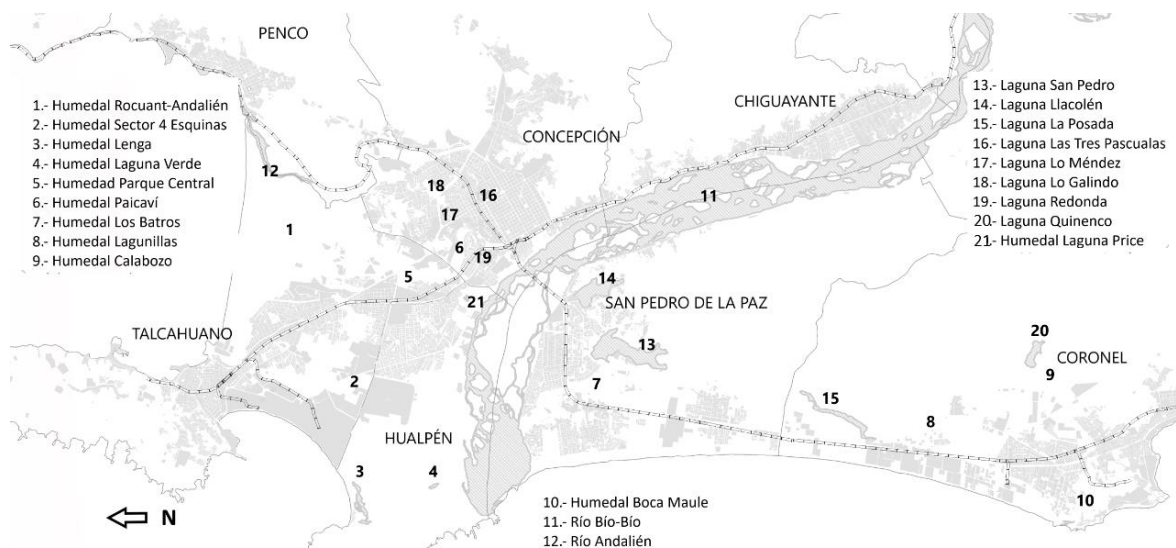 PENCO
1.- Humedal Rocuant-Andalién
2.- Humedal Sector 4 Esquinas
3.- Humedal Lenga
4.- Humedal Laguna Verde
5.- Humedad Parque Central
6.- Humedal Paicaví
7.- Humedal Los Batros
8.- Humedal Lagunillas
9.- Humedal Calabozo
13.- Laguna San Pedro
14.- Laguna Llacolén
15.- Laguna La Posada
16.- Laguna Las Tres Pascualas
17.- Laguna Lo Méndez
18.- Laguna Lo Galindo
19.- Laguna Redonda
20.- Laguna Quinenco
21.- Humedal Laguna Price
CHIGUAYANTE
CONCEPCIÓN
12
18
16
11
17
1
6
19
5
14
21
SAN PEDRO DE LA PAZ
TALCAHUANO
20
13
CORONEL
9
2
7
15
8
HUALPÉN
3
4
10
N
10.- Humedal Boca Maule
11.- Río Bío-Bío
12.- Río Andalién